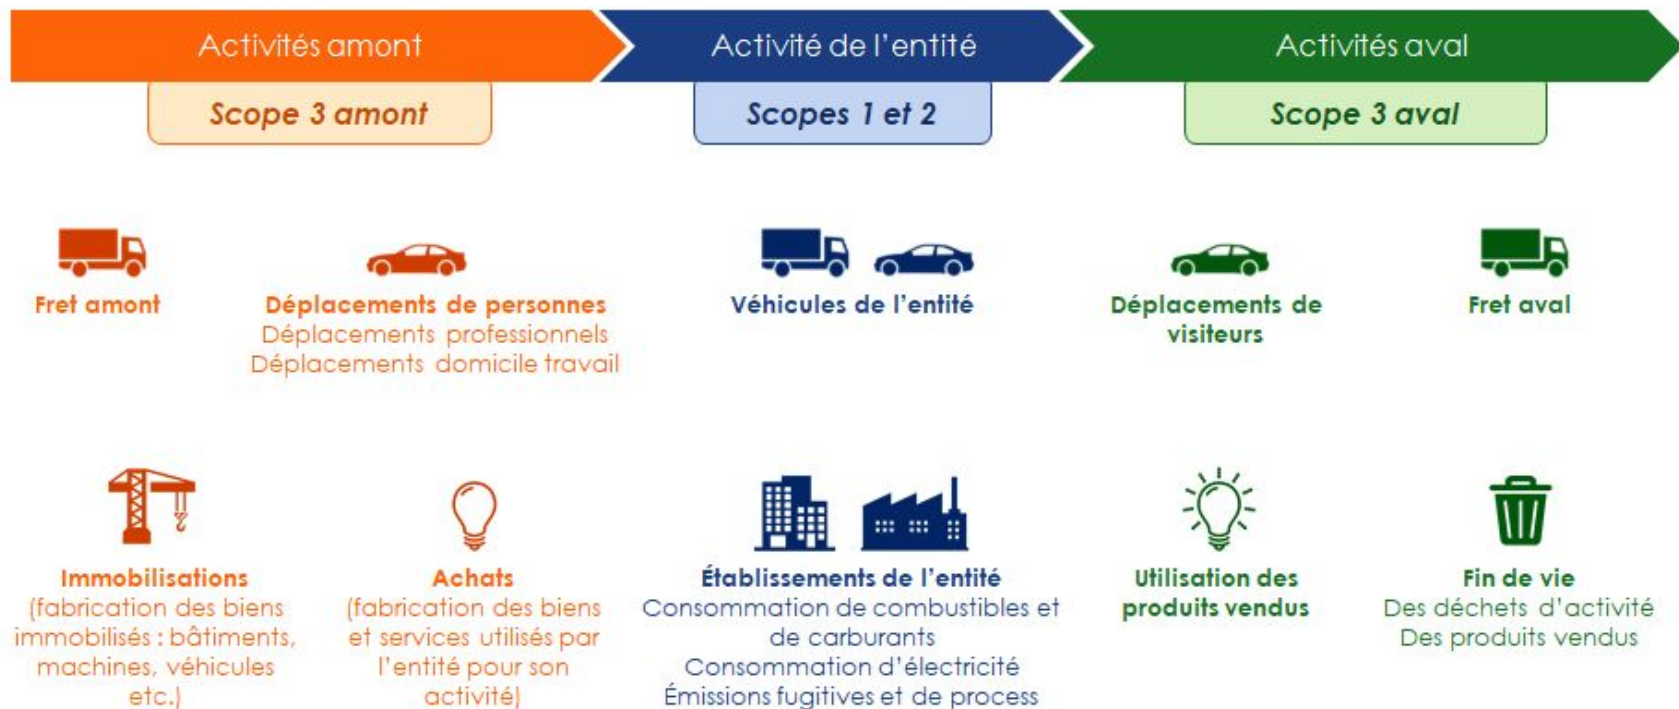 Activités amont
Activité de l'entité
Activités aval
Scope 3 amont
Scopes 1 et 2
Scope 3 aval
Fret amont
Déplacements de personnes
Déplacements professionnels
Déplacements domicile travail
Véhicules de l'entité
Déplacements de
visiteurs
Fret aval
Immobilisations
(fabrication des biens
immobilisés : bâtiments,
machines, véhicules
etc.)
Achats
(fabrication des biens
et services utilisés par
l'entité pour son
activité)
Établissements de l'entité
Consommation de combustibles et
de carburants
Consommation d'électricité
Émissions fugitives et de process
Utilisation des
produits vendus
Fin de vie
Des déchets d'activité
Des produits vendus